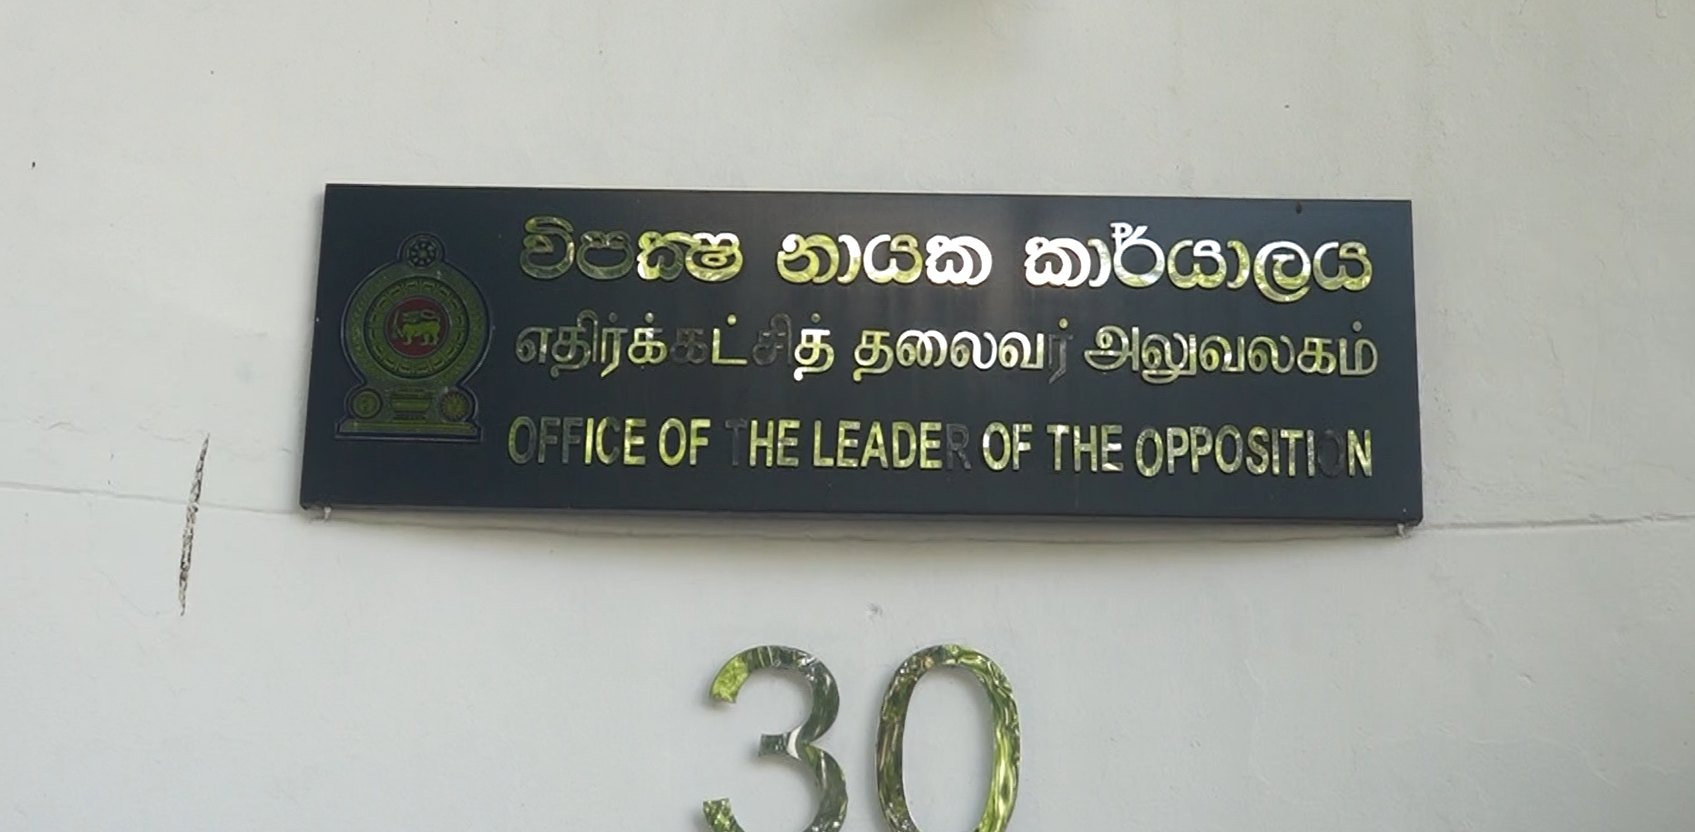 විපක්ෂ නායක කාර්යාලය
எதிர்க்கட்சித் தலைவர் அலுவலகம்
OFFICE OF THE LEADER OF THE OPPOSITION
30